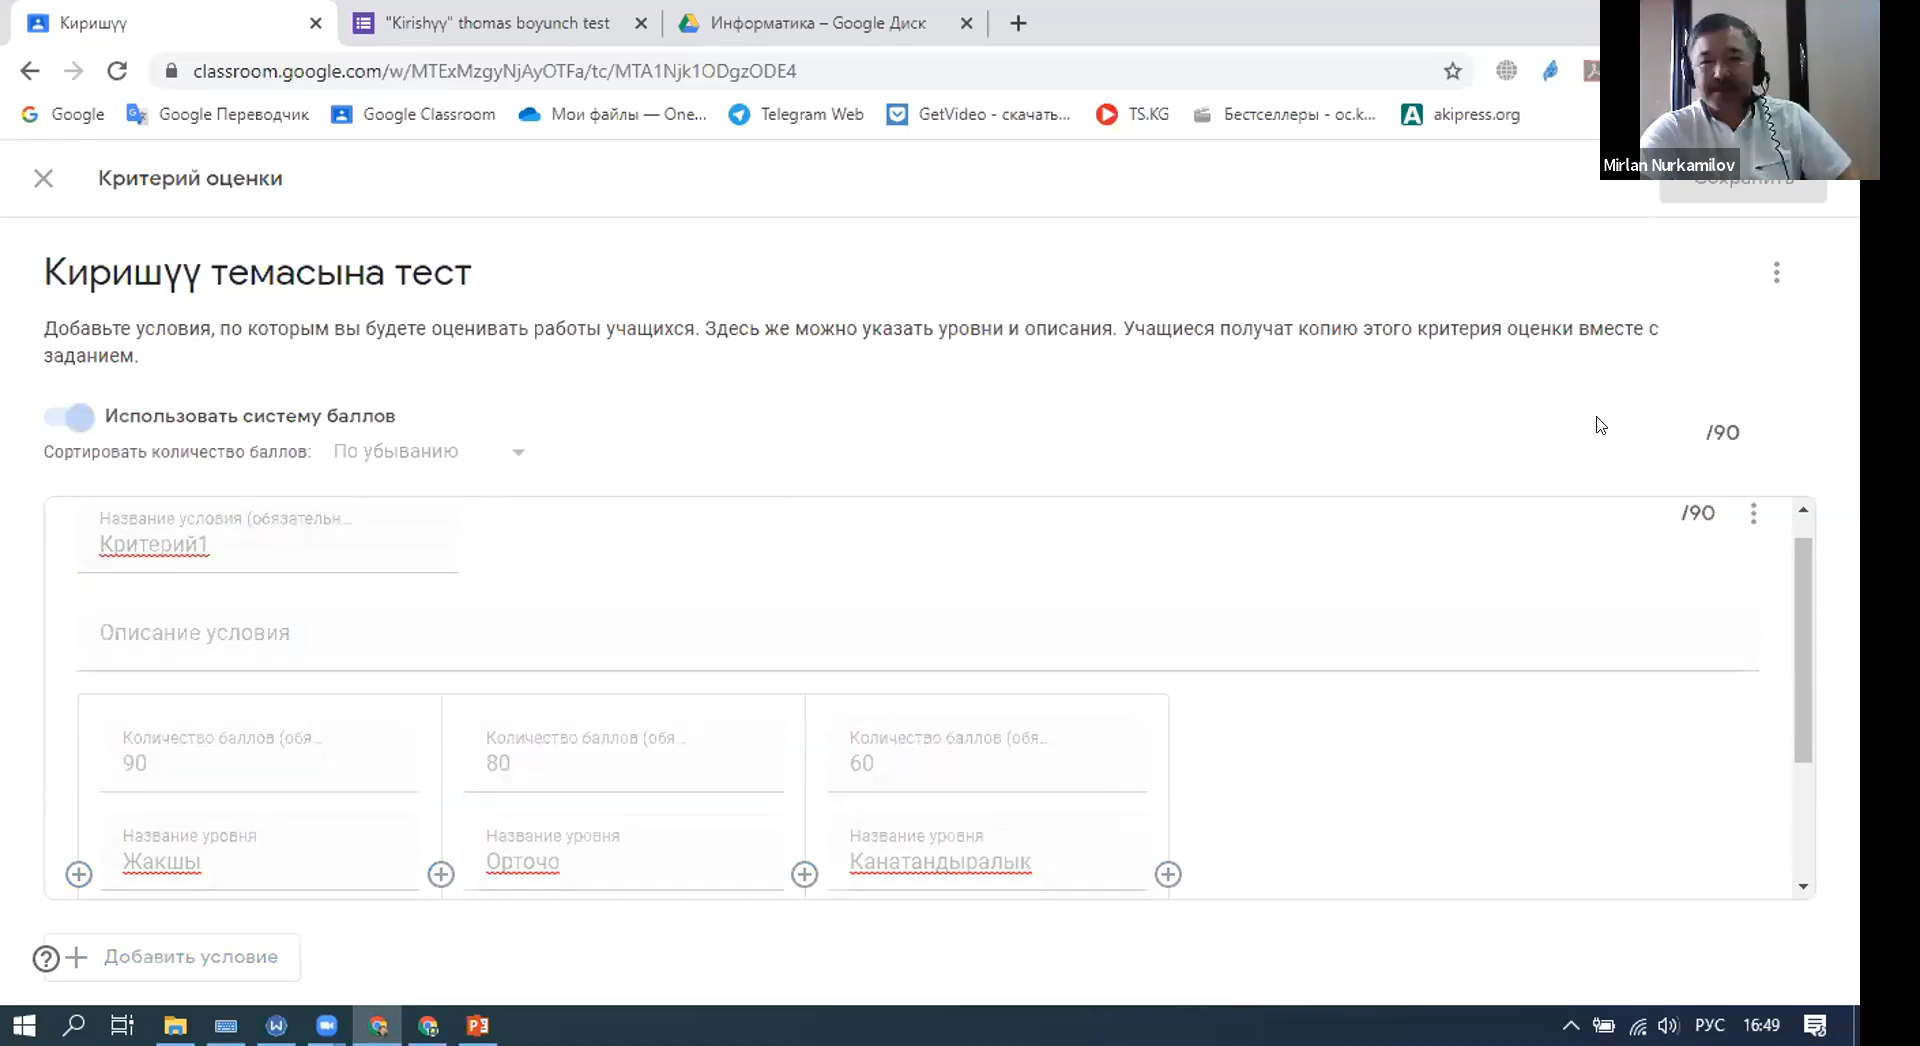 Киришүү
"Kirishүү" thomas boyunch test
Информатика – Google Диск
classroom.google.com/w/MTExMzgyNjAyOTFa/tc/MTA1Njk1ODgzODE4
Google
Google Переводчик
Google Classroom
Мои файлы — One...
Telegram Web
GetVideo - скачать...
TS.KG
Бестселлеры - oc.k...
akipress.org
Mirlan Nurkamilov
Критерий оценки
Сохранить
Киришүү темасына тест
Добавьте условия, по которым вы будете оценивать работы учащихся. Здесь же можно указать уровни и описания. Учащиеся получат копию этого критерия оценки вместе с
заданием.
Использовать систему баллов
/90
Сортировать количество баллов: По убыванию
Название условия (обязательн...
/90
Критерий1
Описание условия
Количество баллов (обя...
90
Количество баллов (обя...
80
Количество баллов (обя...
60
Название уровня
Жакшы
Название уровня
Орточо
Название уровня
Канатандыралык
Добавить условие
РУС
16:49